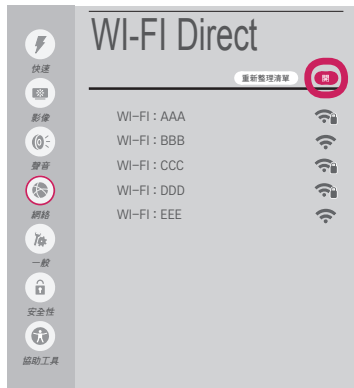 WI-FI Direct
重新整理清單 開
快速
影像
聲音
網絡
一般
安全性
協助工具
WI-FI : AAA
WI-FI : BBB
WI-FI : CCC
WI-FI : DDD
WI-FI : EEE